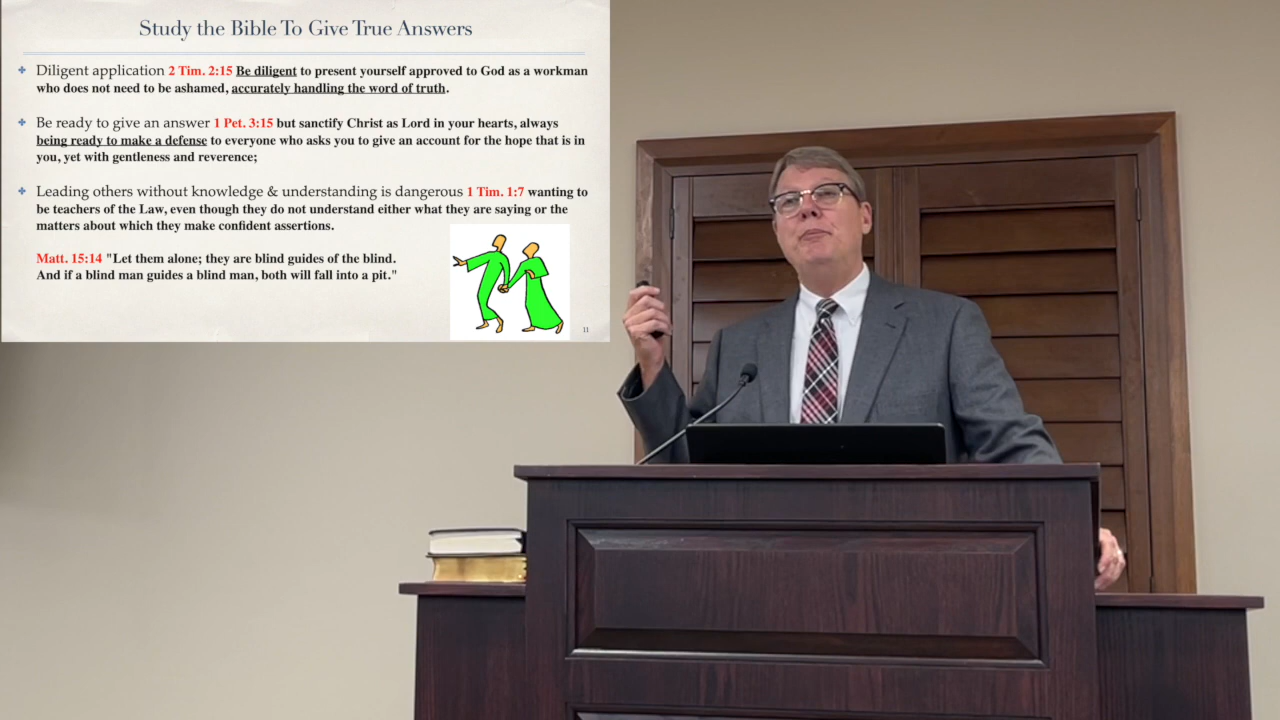 Study the Bible To Give True Answers
Diligent application 2 Tim. 2:15 Be diligent to present yourself approved to God as a workman
who does not need to be ashamed, accurately handling the word of truth.
Be ready to give an answer 1 Pet. 3:15 but sanctify Christ as Lord in your hearts, always
being ready to make a defense to everyone who asks you to give an account for the hope that is in
you, yet with gentleness and reverence;
Leading others without knowledge & understanding is dangerous 1 Tim. 1:7 wanting to
be teachers of the Law, even though they do not understand either what they are saying or the
matters about which they make confident assertions.
Matt. 15:14 "Let them alone; they are blind guides of the blind.
And if a blind man guides a blind man, both will fall into a pit."
11